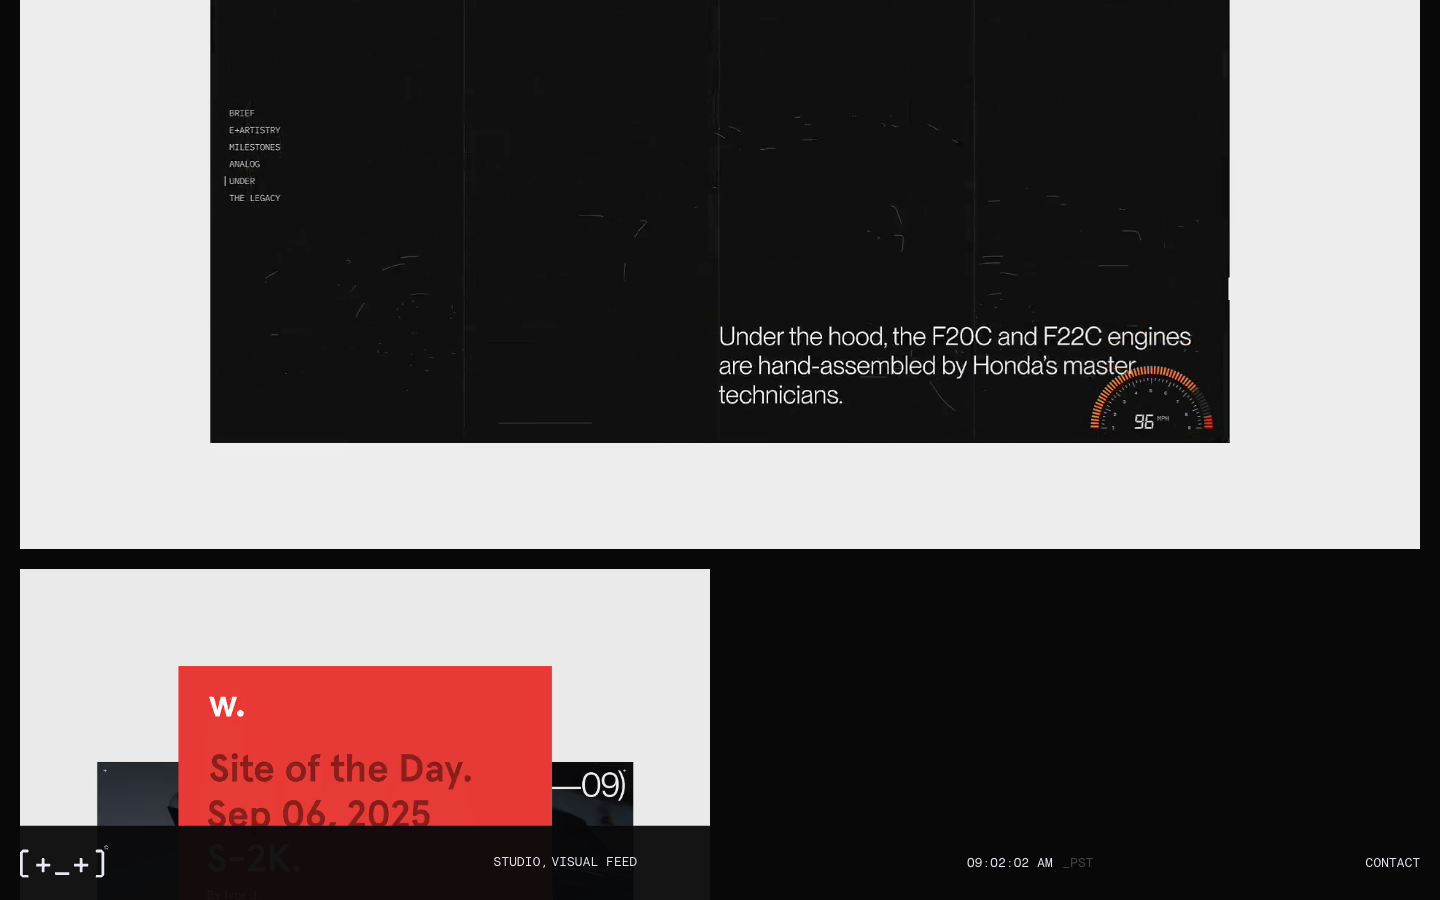 BRIEF
E+ARTISTRY
MILESTONES
ANALOG
UNDER
THE LEGACY
Under the hood, the F20C and F22C engines
are hand-assembled by Honda's master
technicians.
96 MPH
w.
Site of the Day.
Sep 06, 2025
S-2K.
—09)
[+_+]
STUDIO, VISUAL FEED
09:02:02 AM _PST
CONTACT